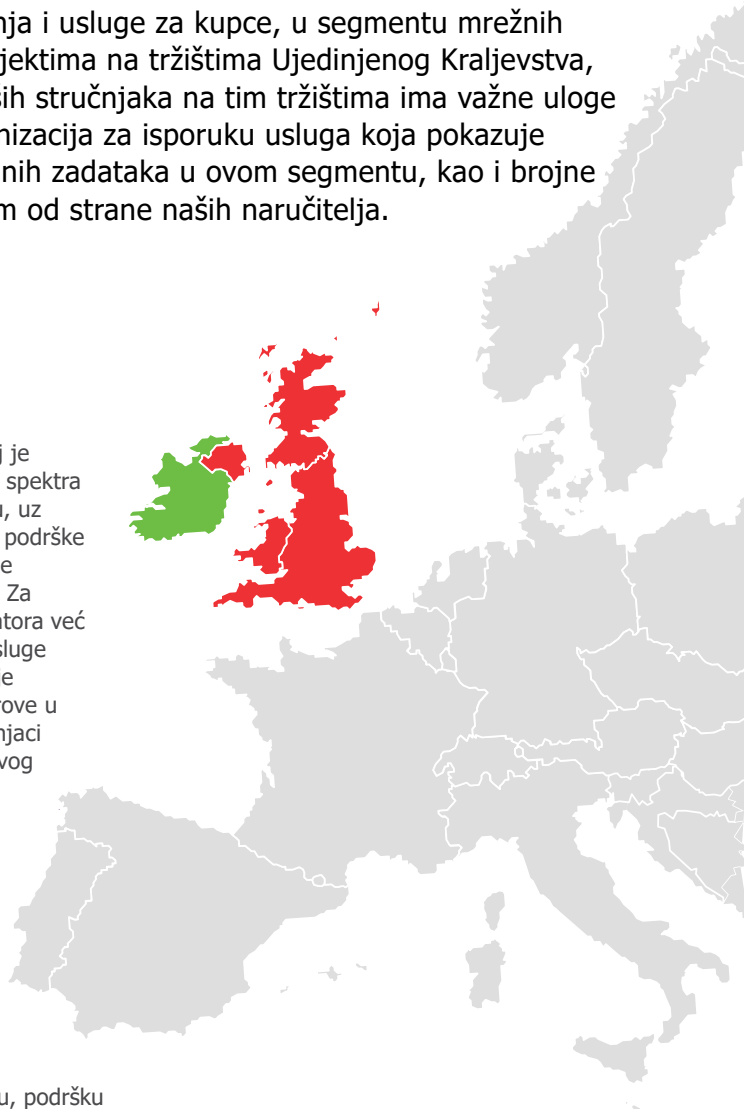 nja i usluge za kupce, u segmentu mrežnih
jektima na tržištima Ujedinjenog Kraljevstva,
ših stručnjaka na tim tržištima ima važne uloge
nizacija za isporuku usluga koja pokazuje
nih zadataka u ovom segmentu, kao i brojne
m od strane naših naručitelja.
j je
spektra
u, uz
podrške
e
Za
atora već
sluge
je
rove u
njaci
vog
u, podršku